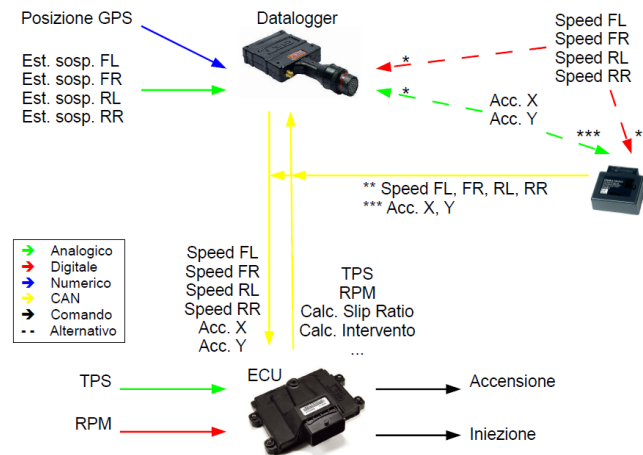 Posizione GPS
Datalogger
Speed FL
Speed FR
Speed RL
Speed RR
Est. sosp. FL
Est. sosp. FR
Est. sosp. RL
Est. sosp. RR
*
*
Acc. X
Acc. Y
***
*
** Speed FL, FR, RL, RR
*** Acc. X, Y
Analogico
Digitale
Numerico
CAN
Comando
-- Alternativo
Speed FL
Speed FR
Speed RL
Speed RR
Acc. X
Acc. Y
TPS
RPM
Calc. Slip Ratio
Calc. Intervento
...
ECU
TPS
RPM
Accensione
Iniezione